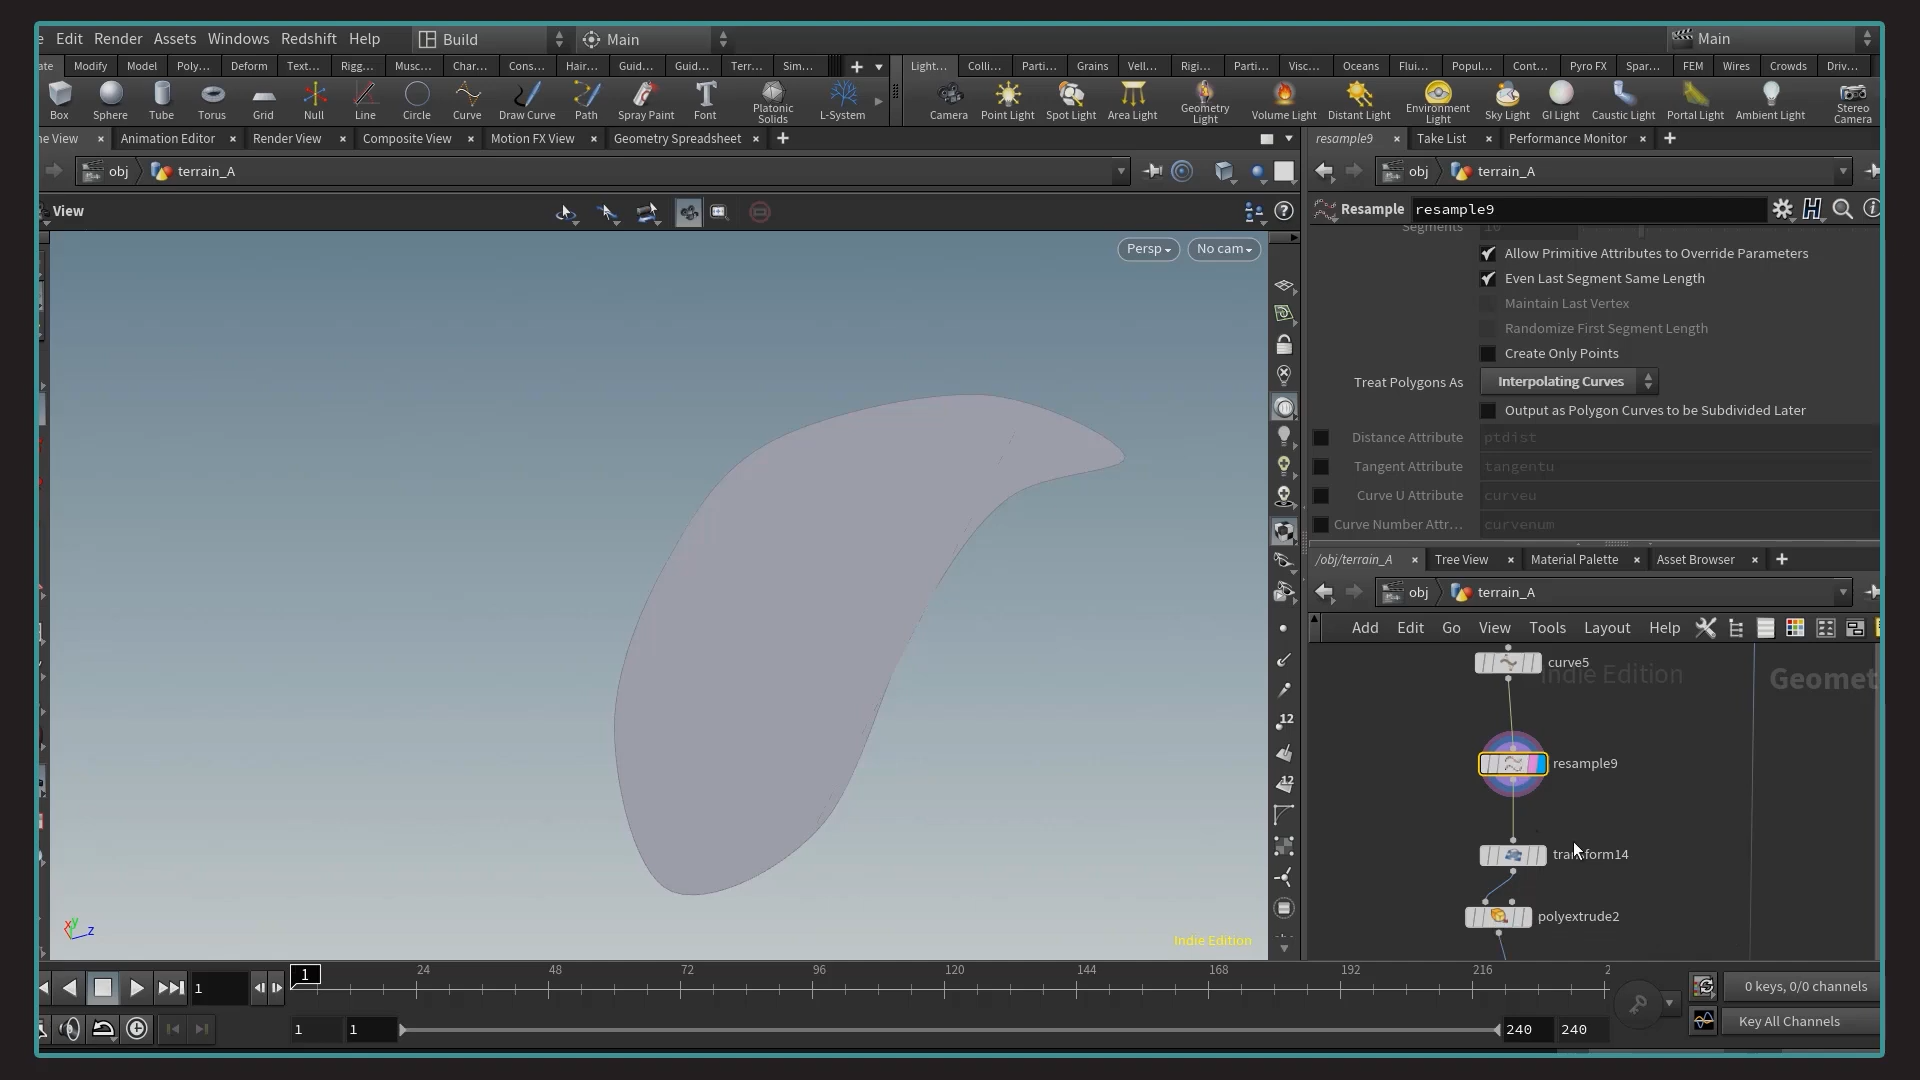 e Edit Render Assets Windows Redshift Help Build Main Main
ate Modify Model Poly... Deform Text... Rigg... Musc... Char... Cons... Hair... Guid... Guid... Terr... Sim... Light... Colli... Parti... Grains Vell... Rigi... Parti... Visc... Oceans Flui... Popul... Cont... Pyro FX Spar... FEM Wires Crowds Driv...
Box Sphere Tube Torus Grid Null Line Circle Curve Draw Curve Path Spray Paint Font Platonic Solids L-System Camera Point Light Spot Light Area Light Geometry Light Volume Light Distant Light Environment Light Sky Light GI Light Caustic Light Portal Light Ambient Light Stereo Camera
ne View Animation Editor Render View Composite View Motion FX View Geometry Spreadsheet resample9 Take List Performance Monitor
obj terrain_A obj terrain_A
View
Resample resample9
Persp No cam
Segments 10
Allow Primitive Attributes to Override Parameters
Even Last Segment Same Length
Maintain Last Vertex
Randomize First Segment Length
Create Only Points
Treat Polygons As Interpolating Curves
Output as Polygon Curves to be Subdivided Later
Distance Attribute ptdist
Tangent Attribute tangentu
Curve U Attribute curveu
Curve Number Attr... curvenum
/obj/terrain_A Tree View Material Palette Asset Browser
obj terrain_A
Add Edit Go View Tools Layout Help
curve5
Indie Edition
Geomet
resample9
transform14
polyextrude2
12
12
x y z
Indie Edition
1 1 24 48 72 96 120 144 168 192 216 2
0 keys, 0/0 channels
1 1 240 240
Key All Channels